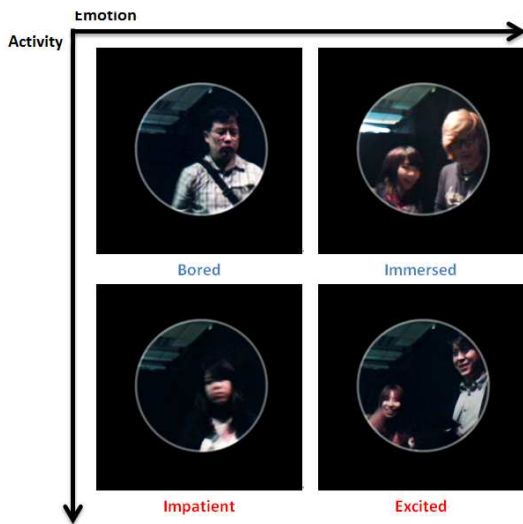 Emotion
Activity
Bored
Immersed
Impatient
Excited